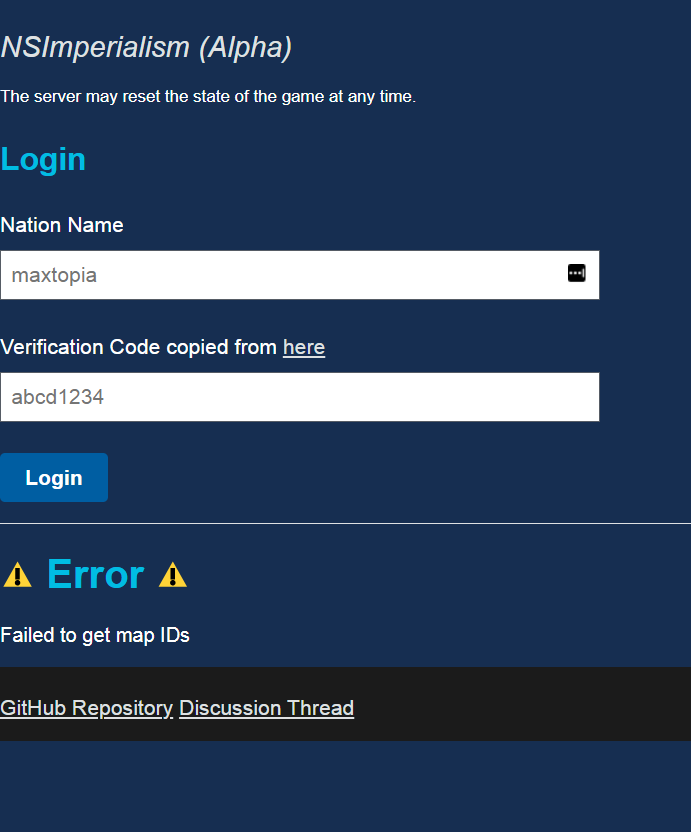 NSImperialism (Alpha)
The server may reset the state of the game at any time.
Login
Nation Name
maxtopia
Verification Code copied from here
abcd1234
Login
Error
Failed to get map IDs
GitHub Repository Discussion Thread